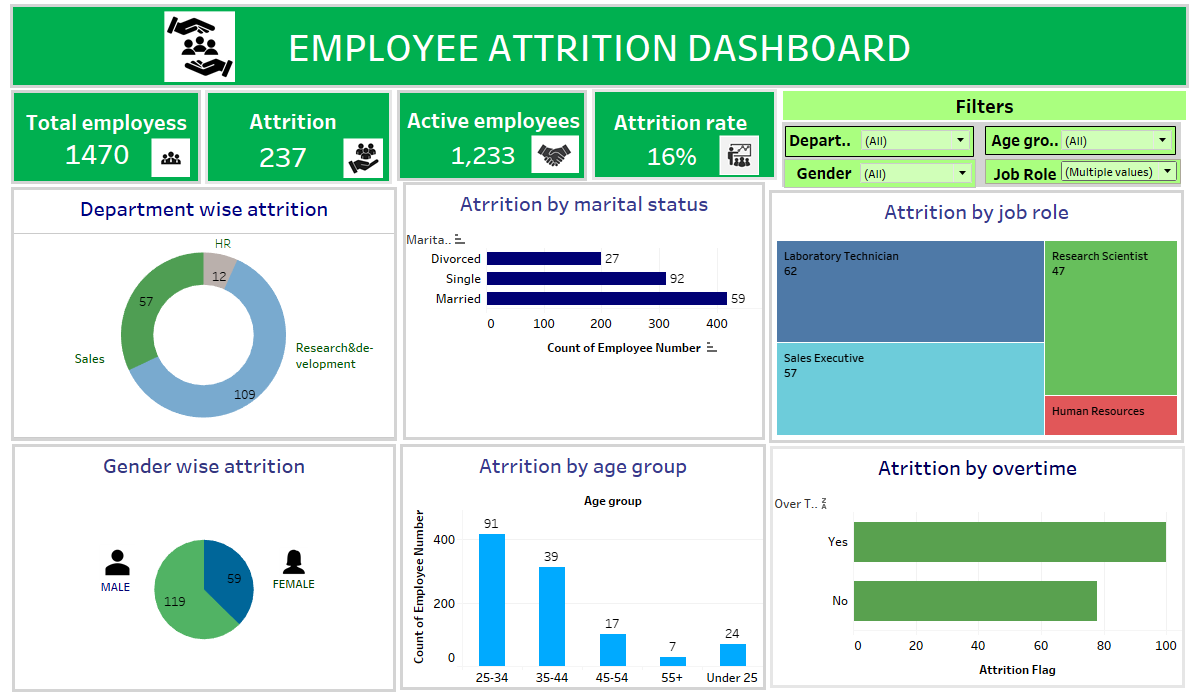 EMPLOYEE ATTRITION DASHBOARD
Total employess
1470
Attrition
237
Active employees
1,233
Attrition rate
16%
Filters
Depart..
(All)
Age gro..
(All)
Gender
(All)
Job Role
(Multiple values)
Department wise attrition
HR
12
57
Sales
Research&de-
velopment
109
Atrrition by marital status
Marita..
Divorced
27
Single
92
Married
59
0 100 200 300 400
Count of Employee Number
Attrition by job role
Laboratory Technician
62
Research Scientist
47
Sales Executive
57
Human Resources
Gender wise attrition
MALE
59
FEMALE
119
Atrrition by age group
Age group
Count of Employee Number
91
400
39
200
17
24
7
0
25-34 35-44 45-54 55+ Under 25
Atrittion by overtime
Over T..
Z
A
Yes
No
0 20 40 60 80 100
Attrition Flag